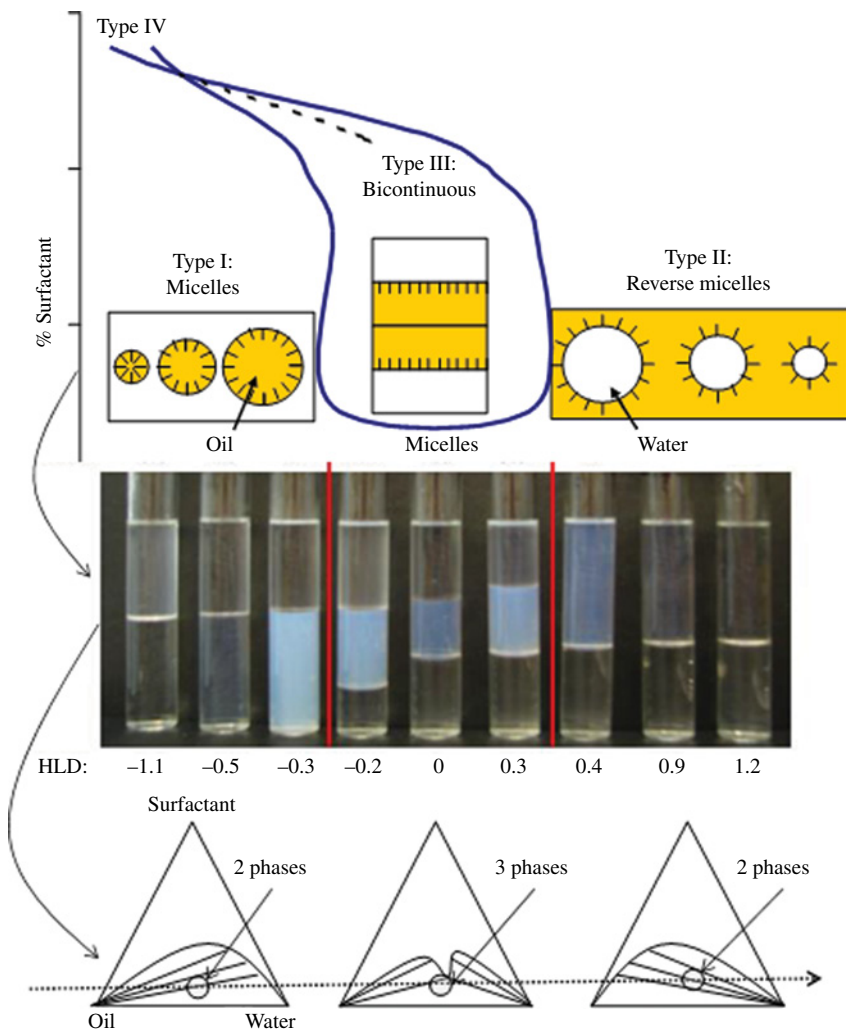 Type IV
% Surfactant
Type III:
Bicontinuous
Type I:
Micelles
Type II:
Reverse micelles
Oil
Micelles
Water
HLD:
–1.1
–0.5
–0.3
–0.2
0
0.3
0.4
0.9
1.2
Surfactant
2 phases
3 phases
2 phases
Oil
Water